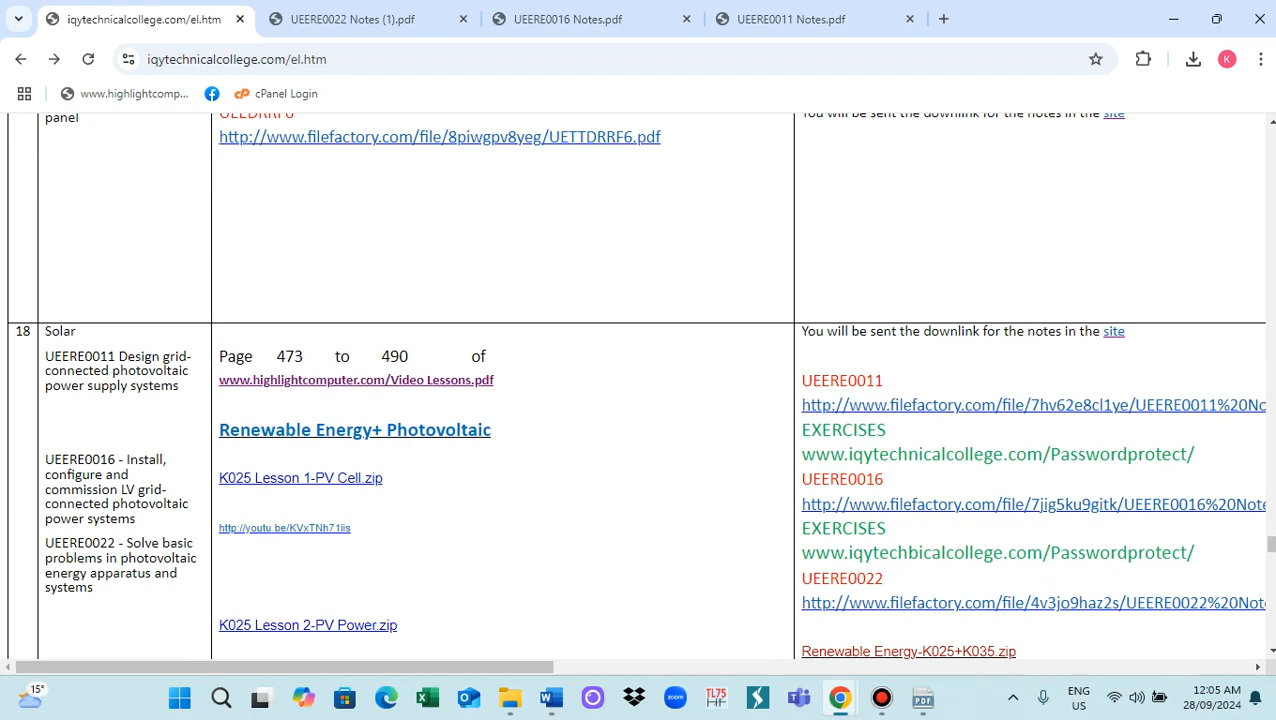 iqytechnicalcollege.com/el.htm
UEERE0022 Notes (1).pdf
UEERE0016 Notes.pdf
UEERE0011 Notes.pdf
iqytechnicalcollege.com/el.htm
K
www.highlightcomp...
cPanel Login
panel
http://www.filefactory.com/file/8piwgpv8yeg/UETTDRRF6.pdf
You will be sent the downlink for the notes in the site
18
Solar
UEERE0011 Design grid-
connected photovoltaic
power supply systems
UEERE0016 - Install,
configure and
commission LV grid-
connected photovoltaic
power systems
UEERE0022 - Solve basic
problems in photovoltaic
energy apparatus and
systems
Page 473 to 490 of
www.highlightcomputer.com/Video Lessons.pdf
Renewable Energy+ Photovoltaic
K025 Lesson 1-PV Cell.zip
http://youtu.be/KVxTNh71iis
K025 Lesson 2-PV Power.zip
You will be sent the downlink for the notes in the site
UEERE0011
http://www.filefactory.com/file/7hv62e8cl1ye/UEERE0011%20No
EXERCISES
www.iqytechnicalcollege.com/Passwordprotect/
UEERE0016
http://www.filefactory.com/file/7jig5ku9gitk/UEERE0016%20Note
EXERCISES
www.iqytechbicalcollege.com/Passwordprotect/
UEERE0022
http://www.filefactory.com/file/4v3jo9haz2s/UEERE0022%20Note
Renewable Energy-K025+K035.zip
15°
zoom
TL75
HF
PDF
ENG
US
12:05 AM
28/09/2024